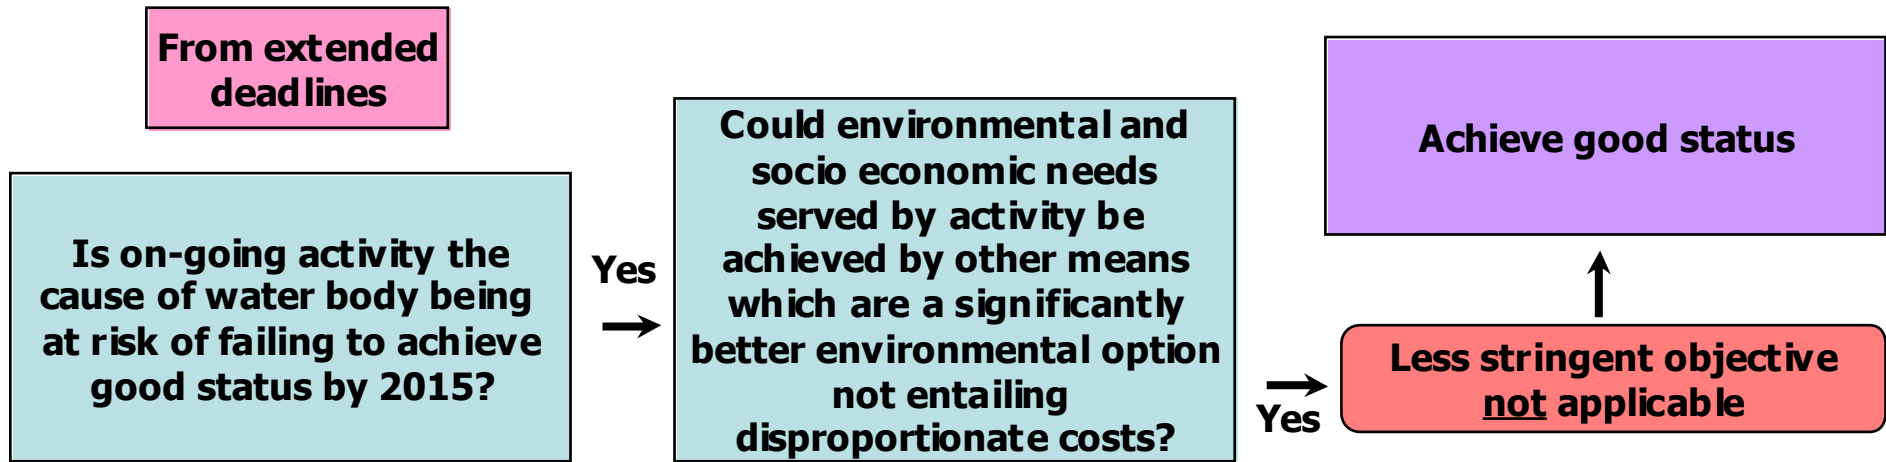 From extended
deadlines
Is on-going activity the
cause of water body being
at risk of failing to achieve
good status by 2015?
Yes
Could environmental and
socio economic needs
served by activity be
achieved by other means
which are a significantly
better environmental option
not entailing
disproportionate costs?
Yes
Less stringent objective
not applicable
Achieve good status